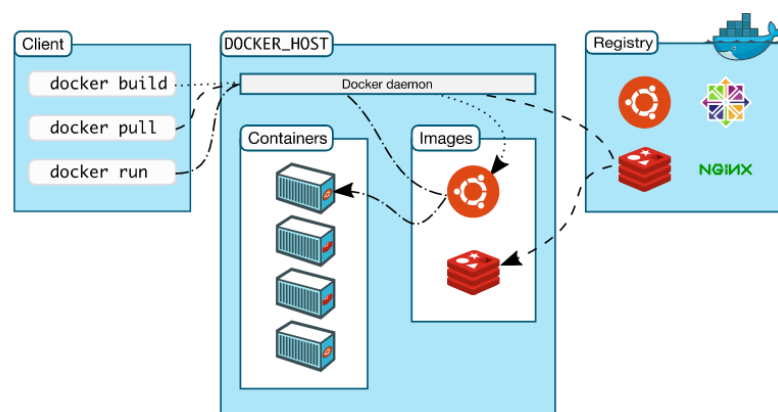 Client
docker build
docker pull
docker run
DOCKER_HOST
Docker daemon
Containers
Images
Registry
NGiNX